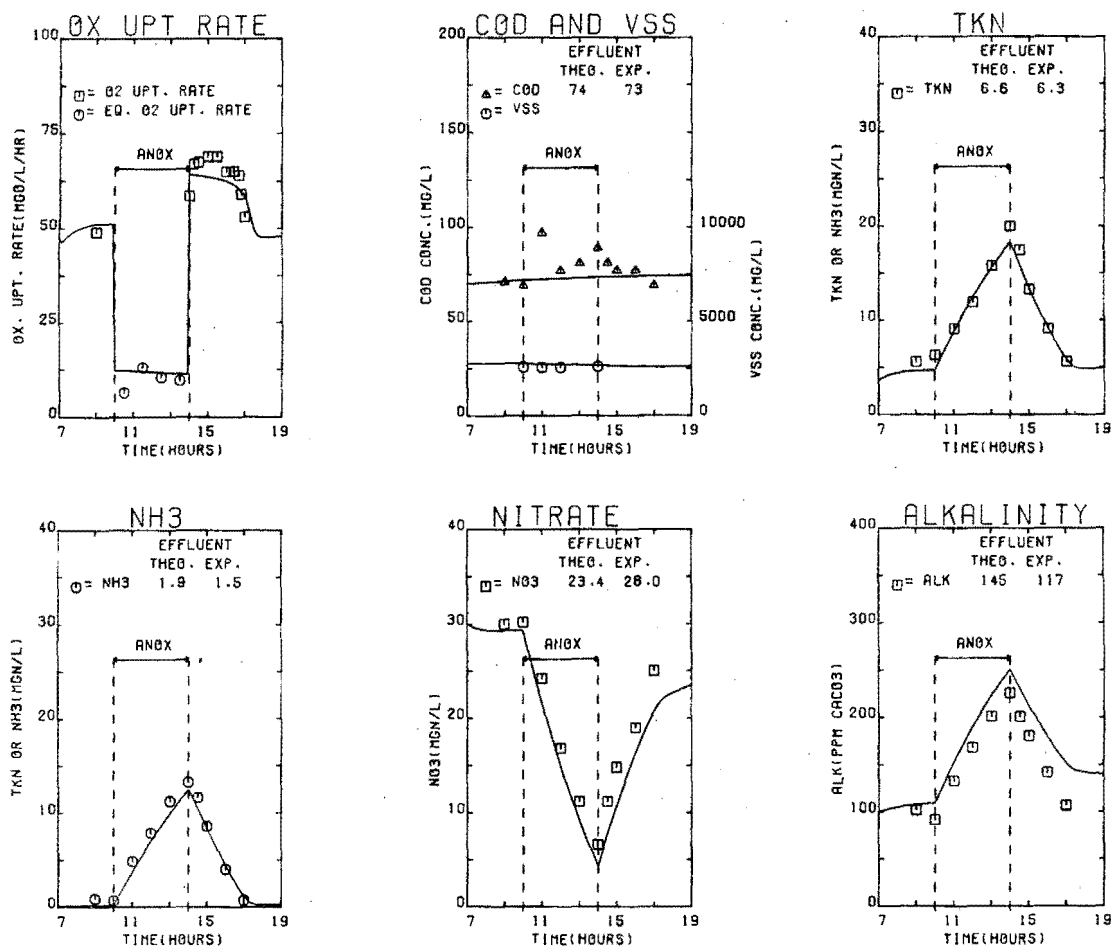 OX UPT RATE
100
75
50
25
0
OX. UPT. RATE(MGO/L/HR)
= O2 UPT. RATE
= EQ. O2 UPT. RATE
ANOX
7 11 15 19
TIME(HOURS)
COD AND VSS
200
150
100
50
0
COD CONC.(MG/L)
EFFLUENT
THEO. EXP.
= COD 74 73
= VSS
ANOX
10000
5000
0
VSS CONC.(MG/L)
7 11 15 19
TIME(HOURS)
TKN
40
30
20
10
0
TKN OR NH3(MGN/L)
EFFLUENT
THEO. EXP.
= TKN 6.6 6.3
ANOX
7 11 15 19
TIME(HOURS)
NH3
40
30
20
10
0
TKN OR NH3(MGN/L)
EFFLUENT
THEO. EXP.
= NH3 1.9 1.5
ANOX
7 11 15 19
TIME(HOURS)
NITRATE
40
30
20
10
0
NO3(MGN/L)
EFFLUENT
THEO. EXP.
= NO3 23.4 28.0
ANOX
7 11 15 19
TIME(HOURS)
ALKALINITY
400
300
200
100
0
ALK(PPM CACO3)
EFFLUENT
THEO. EXP.
= ALK 145 117
ANOX
7 11 15 19
TIME(HOURS)